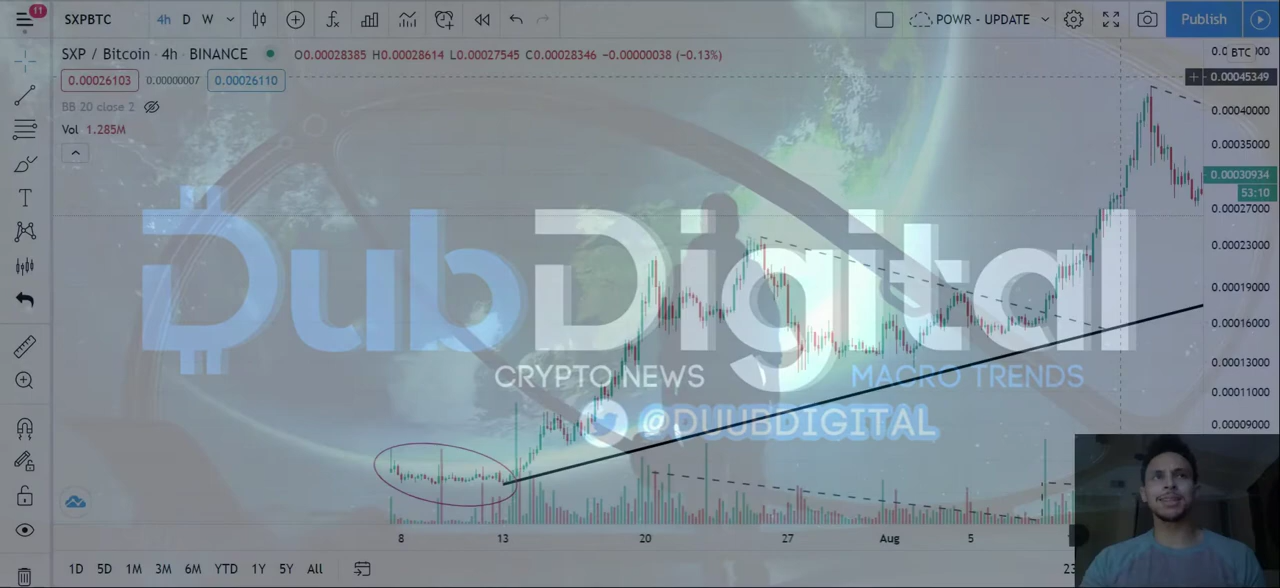 11
SXPBTC 4h D W POWR - UPDATE Publish
SXP / Bitcoin · 4h · BINANCE O0.00028385 H0.00028614 L0.00027545 C0.00028346 −0.00000038 (−0.13%)
BTC
0.00026103 0.00000007 0.00026110
0.00045349
BB 20 close 2
0.00040000
Vol 1.285M
0.00035000
0.00030934
53:10
0.00027000
DubDigital
0.00023000
0.00019000
0.00016000
0.00013000
CRYPTO NEWS MACRO TRENDS
0.00011000
@DUUBDIGITAL
0.00009000
8 13 20 27 Aug 5
1D 5D 1M 3M 6M YTD 1Y 5Y All